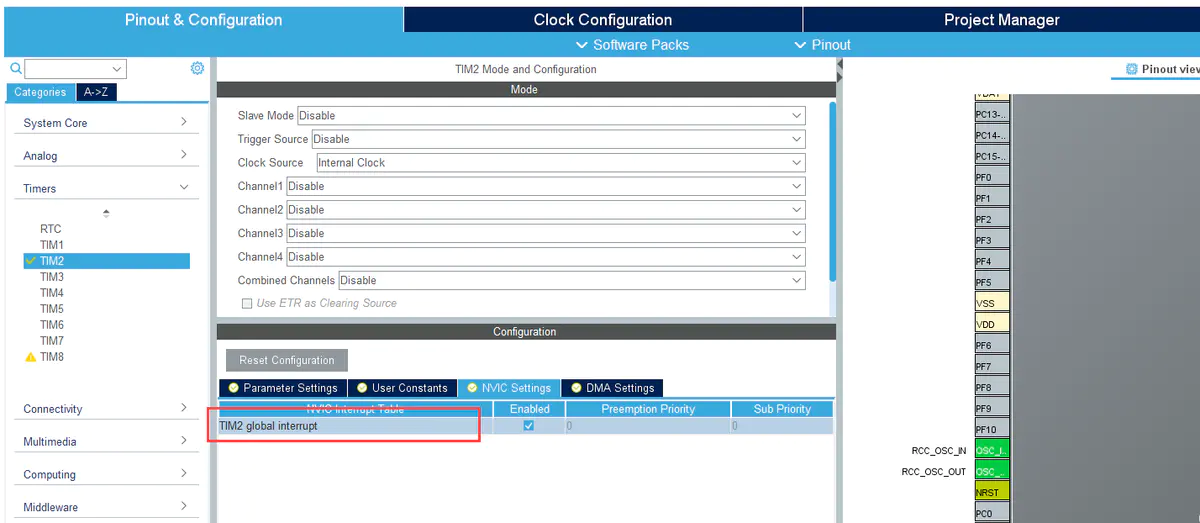 Pinout & Configuration Clock Configuration Project Manager
Software Packs Pinout
TIM2 Mode and Configuration
Pinout view
Categories A->Z
Mode
System Core
Analog
Timers
RTC
TIM1
TIM2
TIM3
TIM4
TIM5
TIM6
TIM7
TIM8
Connectivity
Multimedia
Computing
Middleware
Slave Mode Disable
Trigger Source Disable
Clock Source Internal Clock
Channel1 Disable
Channel2 Disable
Channel3 Disable
Channel4 Disable
Combined Channels Disable
Use ETR as Clearing Source
Configuration
Reset Configuration
Parameter Settings User Constants NVIC Settings DMA Settings
NVIC Interrupt Table Enabled Preemption Priority Sub Priority
TIM2 global interrupt 0 0
VBAT
PC13-..
PC14-..
PC15-..
PF0
PF1
PF2
PF3
PF4
PF5
VSS
VDD
PF6
PF7
PF8
PF9
PF10
RCC_OSC_IN OSC_I..
RCC_OSC_OUT OSC_..
NRST
PC0